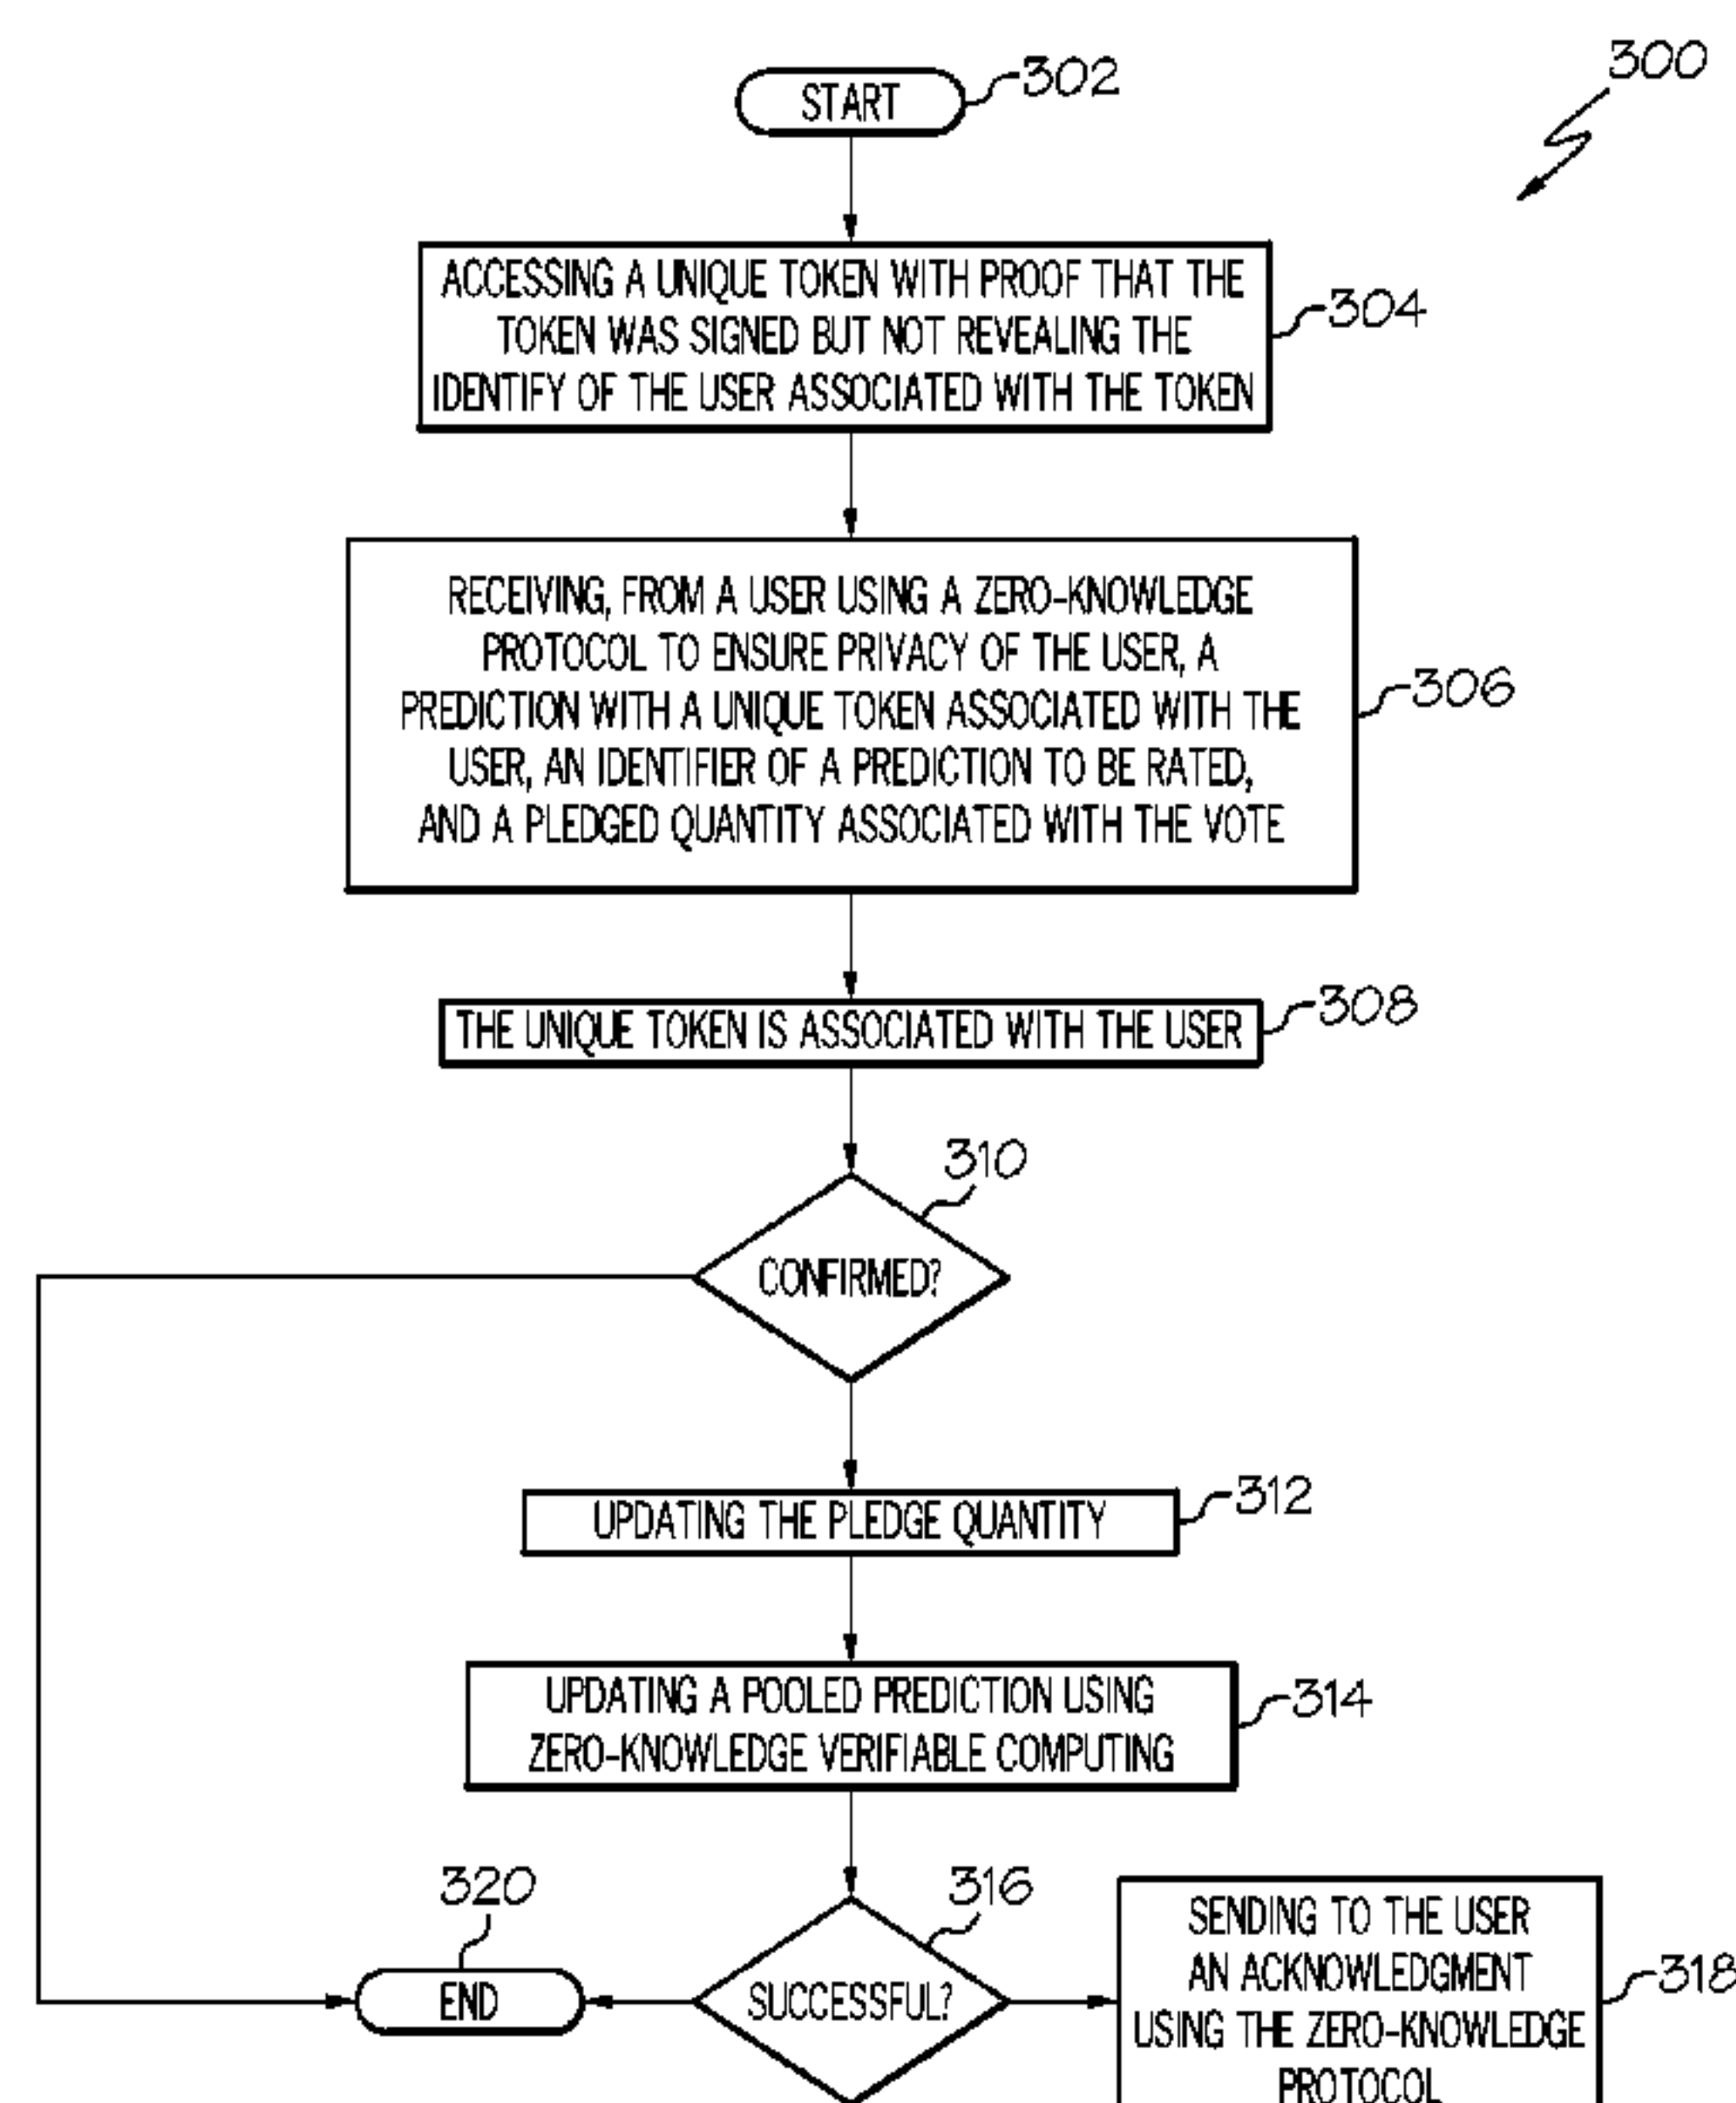 300
START
302
ACCESSING A UNIQUE TOKEN WITH PROOF THAT THE
TOKEN WAS SIGNED BUT NOT REVEALING THE
IDENTIFY OF THE USER ASSOCIATED WITH THE TOKEN
304
RECEIVING, FROM A USER USING A ZERO-KNOWLEDGE
PROTOCOL TO ENSURE PRIVACY OF THE USER, A
PREDICTION WITH A UNIQUE TOKEN ASSOCIATED WITH THE
USER, AN IDENTIFIER OF A PREDICTION TO BE RATED,
AND A PLEDGED QUANTITY ASSOCIATED WITH THE VOTE
306
THE UNIQUE TOKEN IS ASSOCIATED WITH THE USER
308
310
CONFIRMED?
UPDATING THE PLEDGE QUANTITY
312
UPDATING A POOLED PREDICTION USING
ZERO-KNOWLEDGE VERIFIABLE COMPUTING
314
320
END
316
SUCCESSFUL?
SENDING TO THE USER
AN ACKNOWLEDGMENT
USING THE ZERO-KNOWLEDGE
PROTOCOL
318